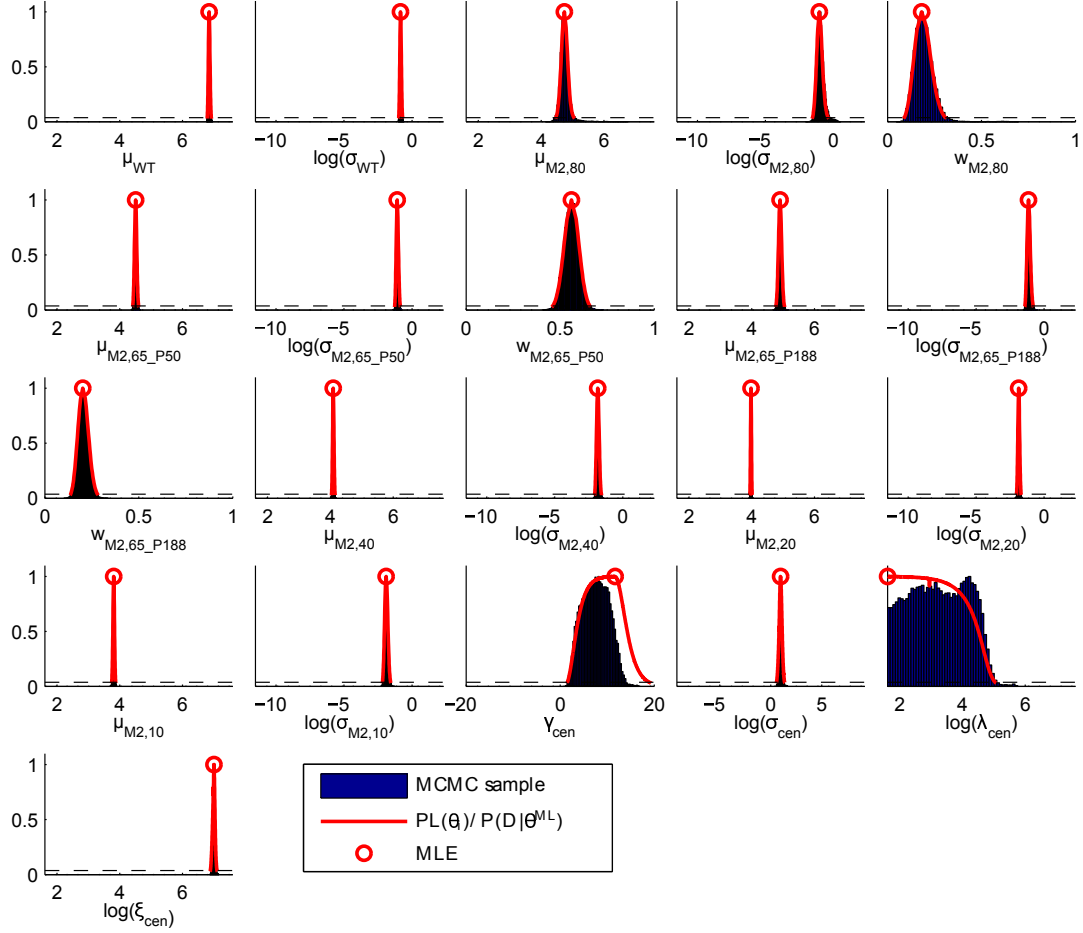 1
0.5
0
2 4 6
−10 −5 0
2 4 6
−10 −5 0
0 0.5 1
μWT
log(σWT)
μM2,80
log(σM2,80)
wM2,80
1
0.5
0
2 4 6
−10 −5 0
0 0.5 1
2 4 6
−10 −5 0
μM2,65_P50
log(σM2,65_P50)
wM2,65_P50
μM2,65_P188
log(σM2,65_P188)
1
0.5
0
0 0.5 1
2 4 6
−10 −5 0
2 4 6
−10 −5 0
wM2,65_P188
μM2,40
log(σM2,40)
μM2,20
log(σM2,20)
1
0.5
0
2 4 6
−10 −5 0
−20 0 20
−5 0 5
2 4 6
μM2,10
log(σM2,10)
γcen
log(σcen)
log(λcen)
1
0.5
0
2 4 6
log(ξcen)
MCMC sample
PL(θi)/ P(D|θML)
MLE